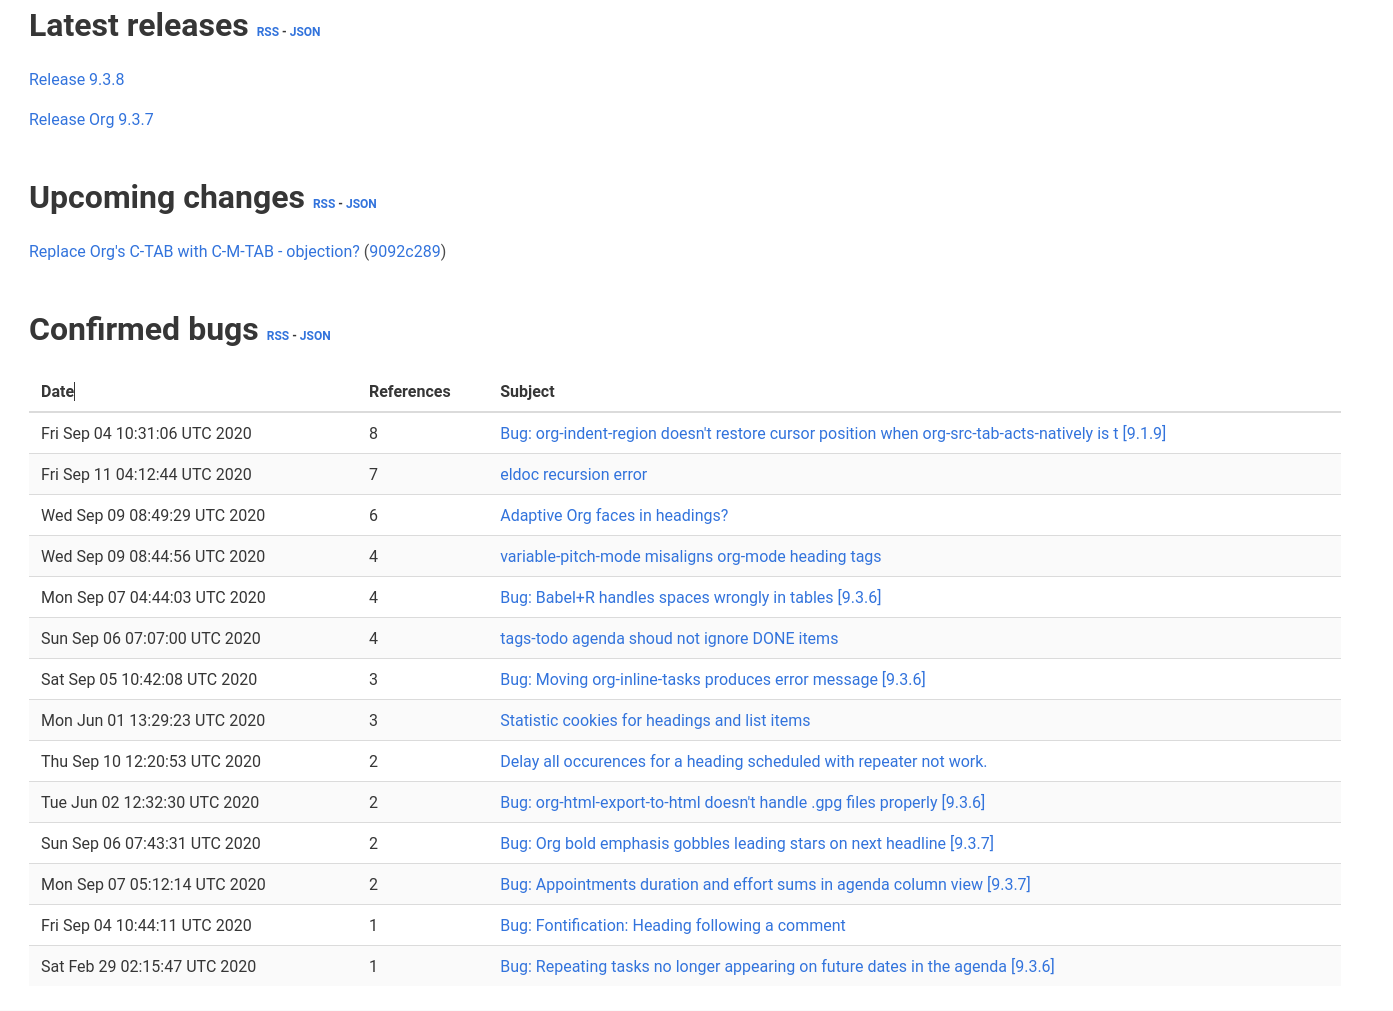 Latest releases RSS - JSON
Release 9.3.8
Release Org 9.3.7
Upcoming changes RSS - JSON
Replace Org's C-TAB with C-M-TAB - objection? (9092c289)
Confirmed bugs RSS - JSON
Date References Subject
Fri Sep 04 10:31:06 UTC 2020 8 Bug: org-indent-region doesn't restore cursor position when org-src-tab-acts-natively is t [9.1.9]
Fri Sep 11 04:12:44 UTC 2020 7 eldoc recursion error
Wed Sep 09 08:49:29 UTC 2020 6 Adaptive Org faces in headings?
Wed Sep 09 08:44:56 UTC 2020 4 variable-pitch-mode misaligns org-mode heading tags
Mon Sep 07 04:44:03 UTC 2020 4 Bug: Babel+R handles spaces wrongly in tables [9.3.6]
Sun Sep 06 07:07:00 UTC 2020 4 tags-todo agenda shoud not ignore DONE items
Sat Sep 05 10:42:08 UTC 2020 3 Bug: Moving org-inline-tasks produces error message [9.3.6]
Mon Jun 01 13:29:23 UTC 2020 3 Statistic cookies for headings and list items
Thu Sep 10 12:20:53 UTC 2020 2 Delay all occurences for a heading scheduled with repeater not work.
Tue Jun 02 12:32:30 UTC 2020 2 Bug: org-html-export-to-html doesn't handle .gpg files properly [9.3.6]
Sun Sep 06 07:43:31 UTC 2020 2 Bug: Org bold emphasis gobbles leading stars on next headline [9.3.7]
Mon Sep 07 05:12:14 UTC 2020 2 Bug: Appointments duration and effort sums in agenda column view [9.3.7]
Fri Sep 04 10:44:11 UTC 2020 1 Bug: Fontification: Heading following a comment
Sat Feb 29 02:15:47 UTC 2020 1 Bug: Repeating tasks no longer appearing on future dates in the agenda [9.3.6]